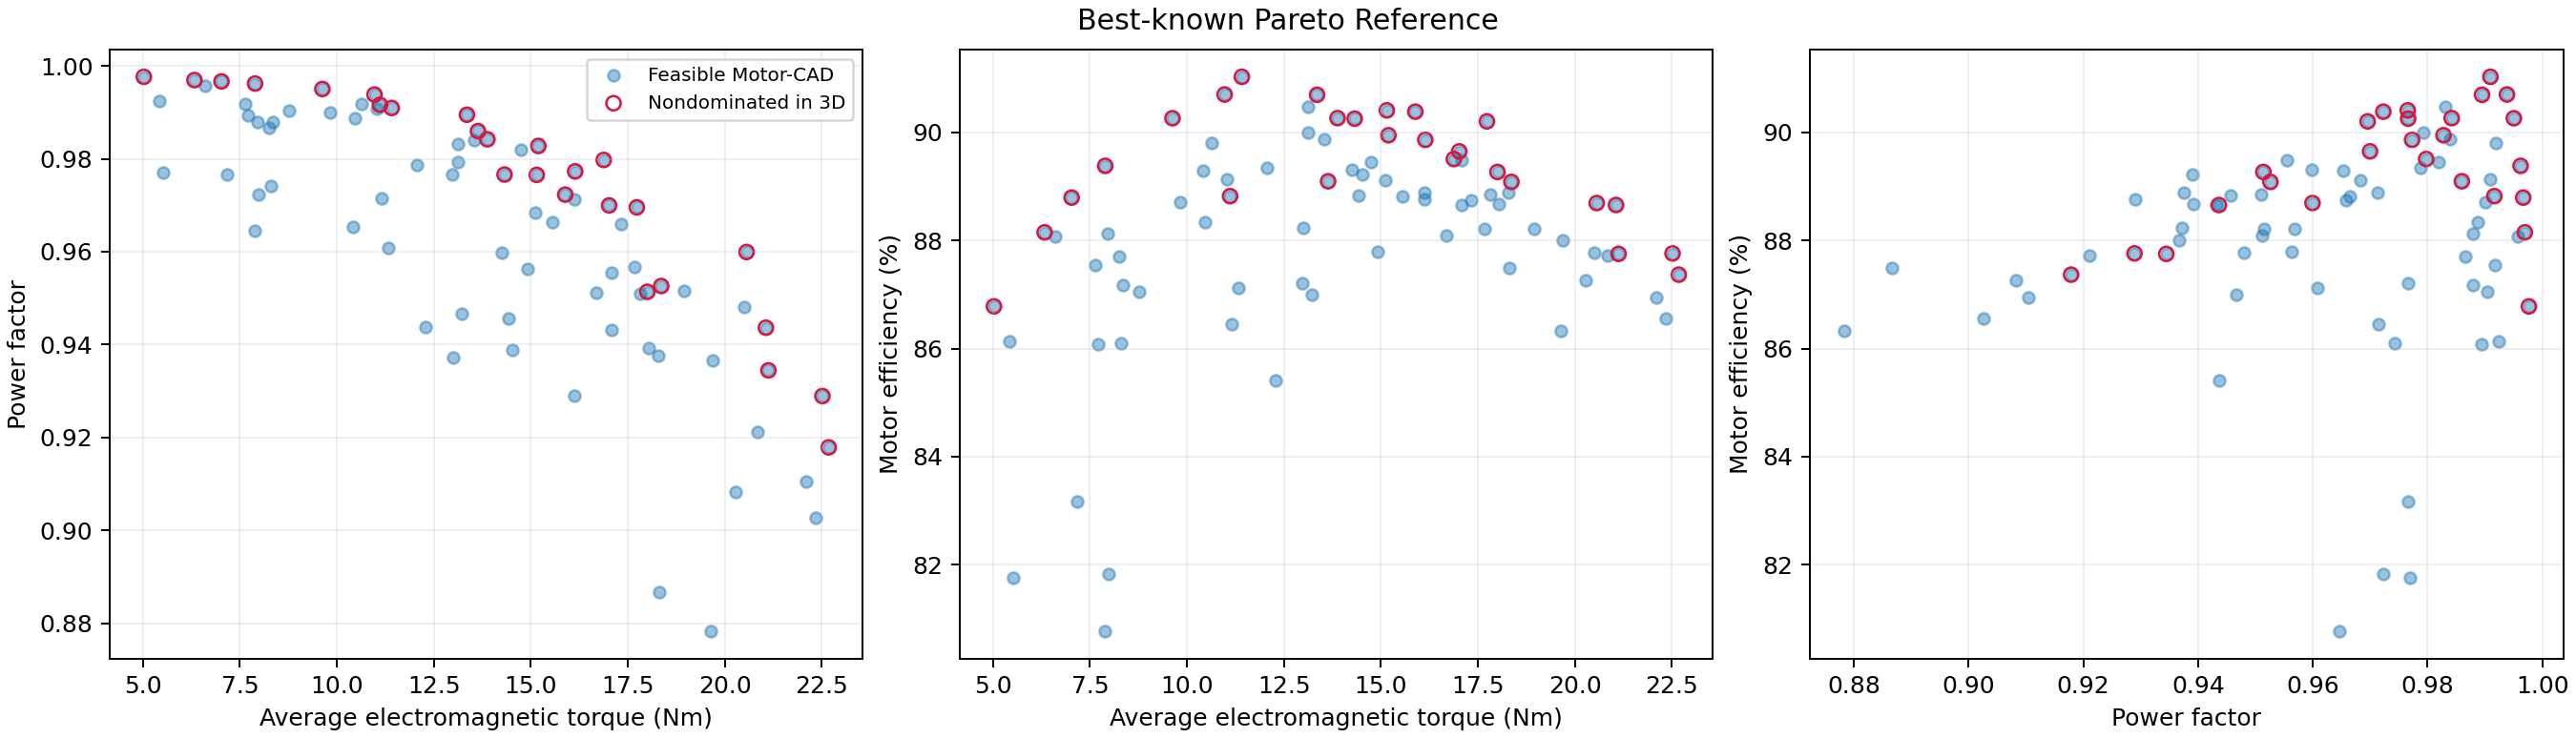 Best-known Pareto Reference
1.00
0.98
0.96
0.94
0.92
0.90
0.88
Power factor
Feasible Motor-CAD
Nondominated in 3D
5.0 7.5 10.0 12.5 15.0 17.5 20.0 22.5
Average electromagnetic torque (Nm)
90
88
86
84
82
Motor efficiency (%)
5.0 7.5 10.0 12.5 15.0 17.5 20.0 22.5
Average electromagnetic torque (Nm)
90
88
86
84
82
Motor efficiency (%)
0.88 0.90 0.92 0.94 0.96 0.98 1.00
Power factor